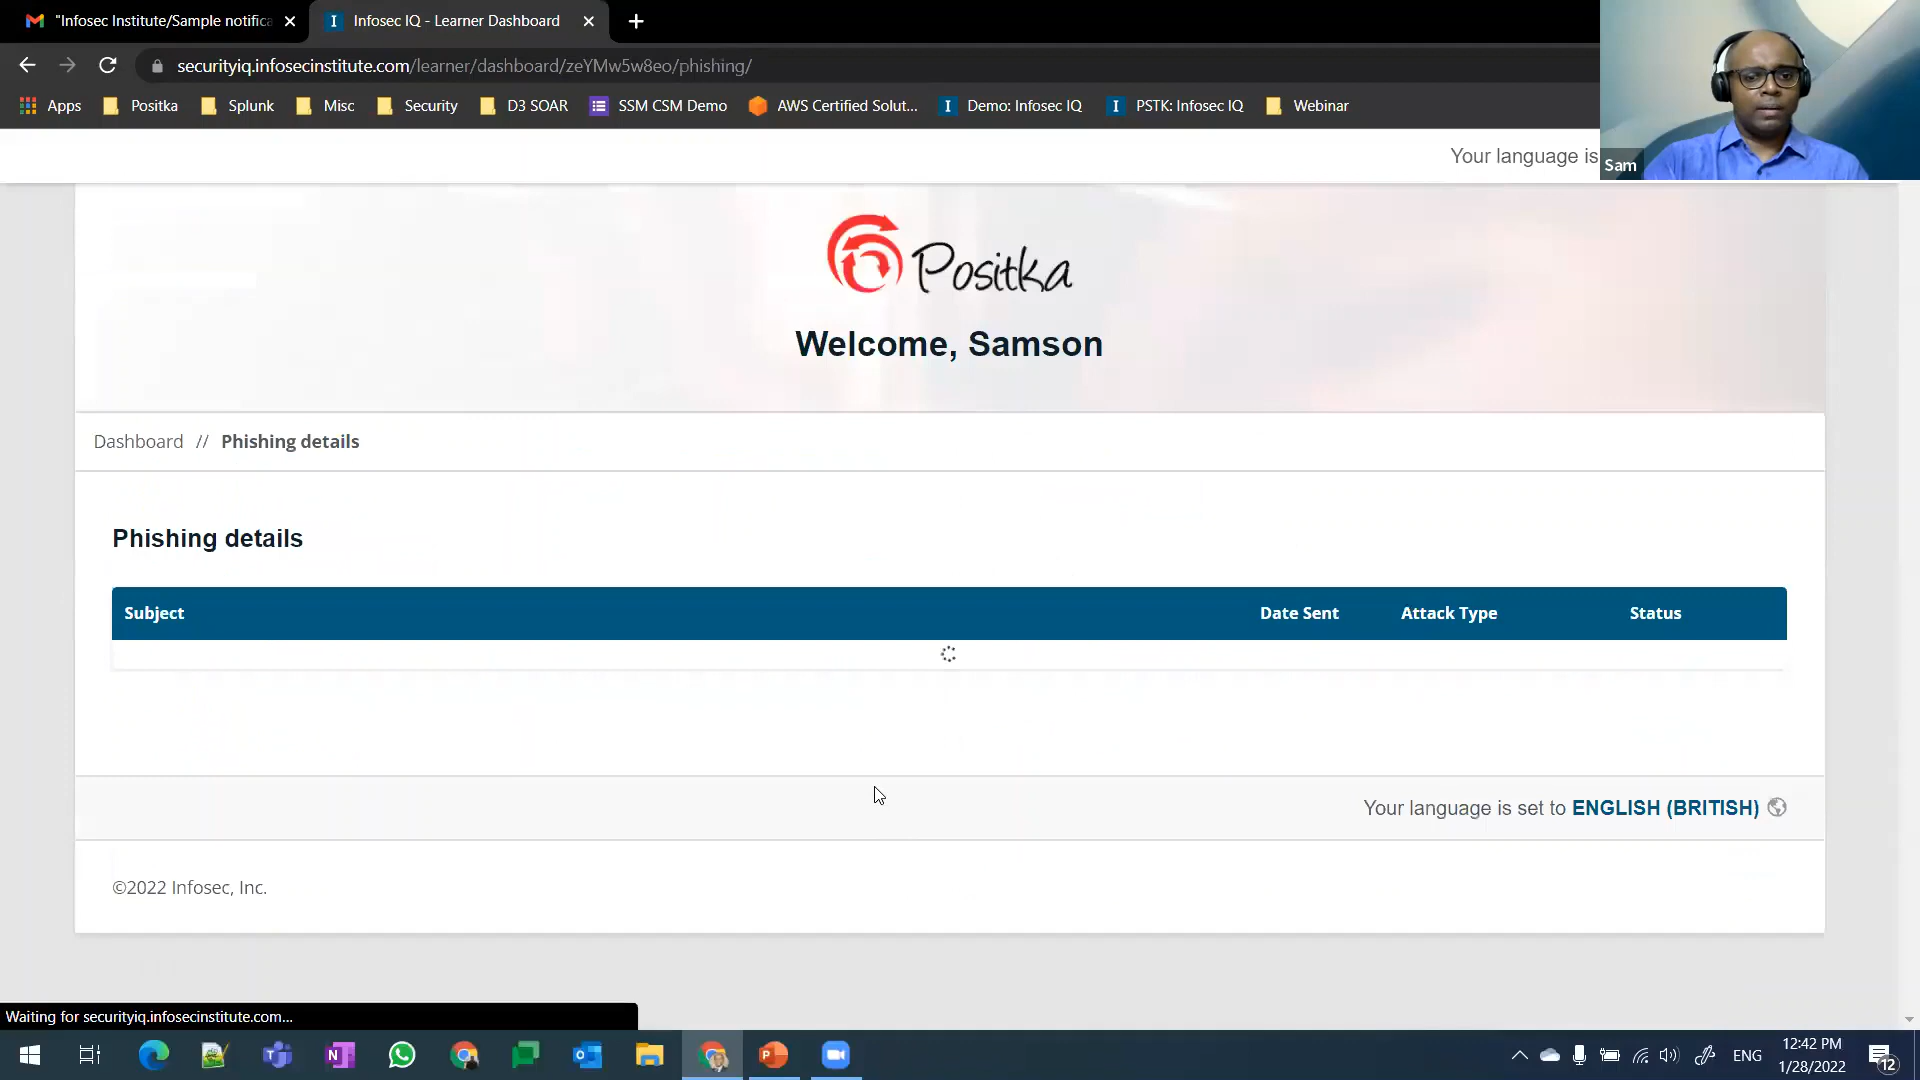 "Infosec Institute/Sample notifica
Infosec IQ - Learner Dashboard
securityiq.infosecinstitute.com/learner/dashboard/zeYMw5w8eo/phishing/
Apps Positka Splunk Misc Security D3 SOAR SSM CSM Demo AWS Certified Solut... Demo: Infosec IQ PSTK: Infosec IQ Webinar
Your language is
Sam
Positka
Welcome, Samson
Dashboard // Phishing details
Phishing details
Subject Date Sent Attack Type Status
Your language is set to ENGLISH (BRITISH)
©2022 Infosec, Inc.
Waiting for securityiq.infosecinstitute.com...
ENG
12:42 PM
1/28/2022
12